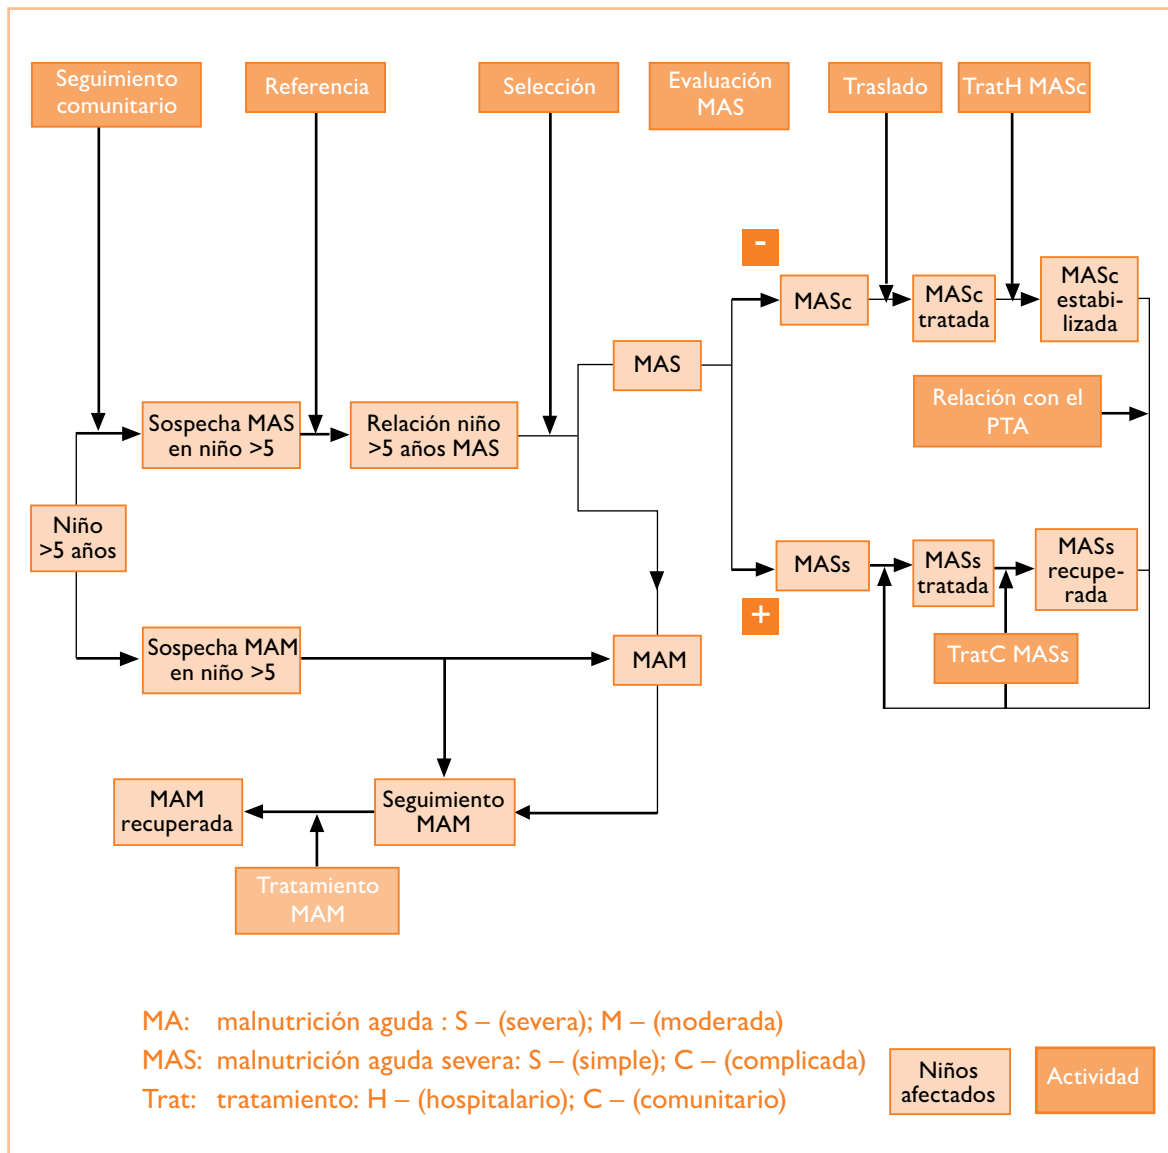 Seguimiento
comunitario
Referencia
Selección
Evaluación
MAS
Traslado
TratH MASc
-
MASc
MASc
tratada
MASc
estabi-
lizada
MAS
Relación con el
PTA
Sospecha MAS
en niño >5
Relación niño
>5 años MAS
Niño
>5 años
MASs
MASs
tratada
MASs
recupe-
rada
+
Sospecha MAM
en niño >5
MAM
TratC MASs
MAM
recuperada
Seguimiento
MAM
Tratamiento
MAM
MA: malnutrición aguda : S – (severa); M – (moderada)
MAS: malnutrición aguda severa: S – (simple); C – (complicada)
Trat: tratamiento: H – (hospitalario); C – (comunitario)
Niños
afectados
Actividad